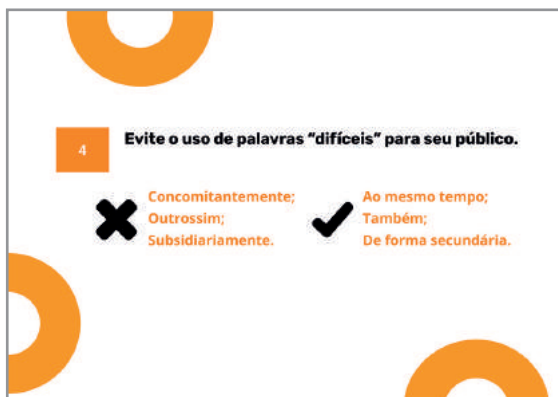 4
Evite o uso de palavras “difíceis” para seu público.
Concomitantemente;
Outrossim;
Subsidiariamente.
Ao mesmo tempo;
Também;
De forma secundária.